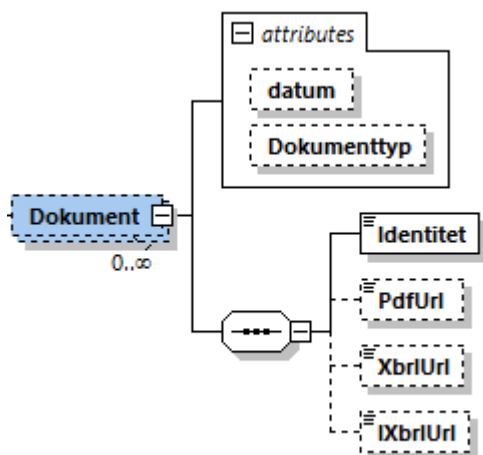 attributes
datum
Dokumenttyp
Dokument
0..∞
Identitet
PdfUrl
XbrlUrl
IXbrlUrl